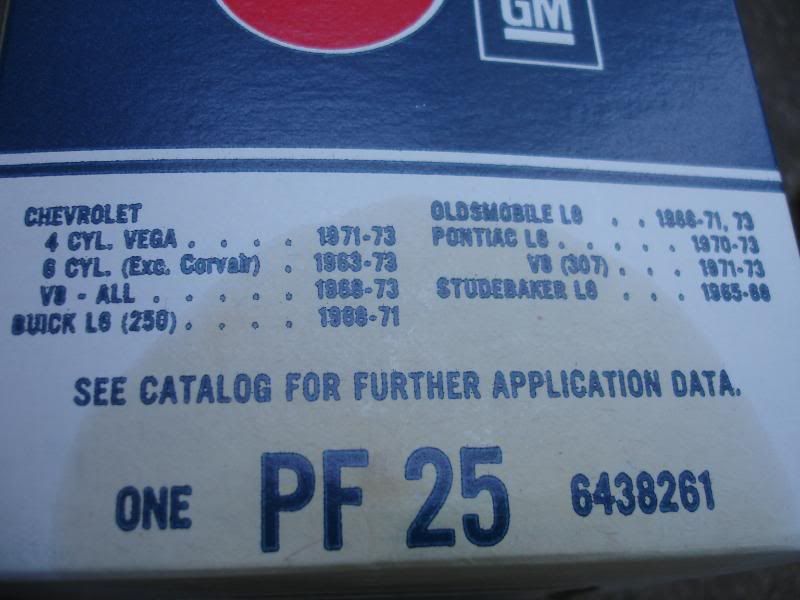 GM
CHEVROLET
4 CYL. VEGA . . . . 1971-73
6 CYL. (Exc. Corvair) . 1963-73
V8 - ALL . . . . . 1968-73
BUICK L6 (250) . . . . 1968-71
OLDSMOBILE L6 . . 1968-71, 73
PONTIAC L6 . . . . . 1970-73
V8 (307) . . . 1971-73
STUDEBAKER L6 . . . 1965-66
SEE CATALOG FOR FURTHER APPLICATION DATA.
ONE PF 25 6438261